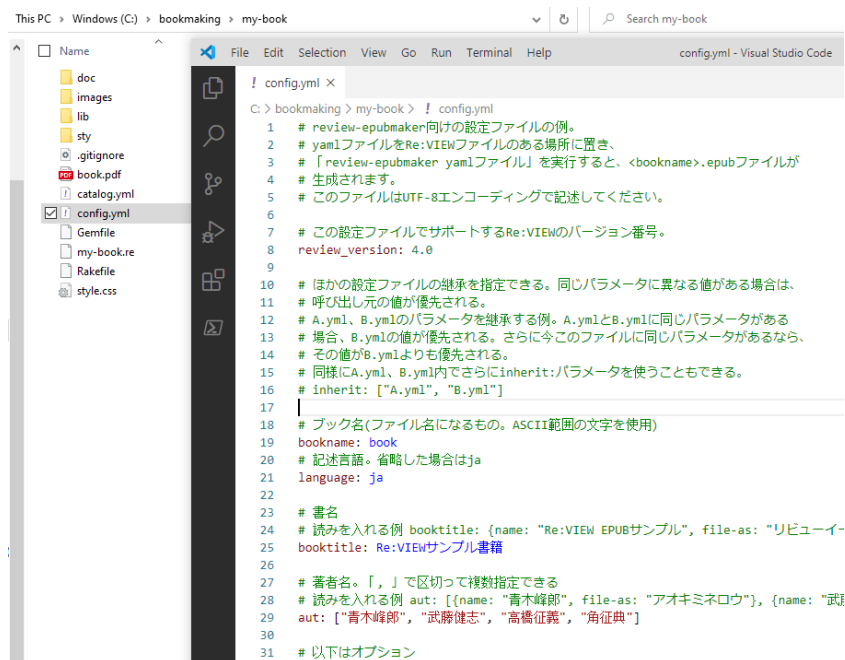 This PC > Windows (C:) > bookmaking > my-book
Search my-book
Name
doc
images
lib
sty
.gitignore
book.pdf
catalog.yml
config.yml
Gemfile
my-book.re
Rakefile
style.css
File Edit Selection View Go Run Terminal Help
config.yml - Visual Studio Code
! config.yml ×
C: > bookmaking > my-book > ! config.yml
1 # review-epubmaker向けの設定ファイルの例。
2 # yamlファイルをRe:VIEWファイルのある場所に置き、
3 # 「review-epubmaker yamlファイル」を実行すると、<bookname>.epubファイルが
4 # 生成されます。
5 # このファイルはUTF-8エンコーディングで記述してください。
6
7 # この設定ファイルでサポートするRe:VIEWのバージョン番号。
8 review_version: 4.0
9
10 # ほかの設定ファイルの継承を指定できる。同じパラメータに異なる値がある場合は、
11 # 呼び出し元の値が優先される。
12 # A.yml、B.ymlのパラメータを継承する例。A.ymlとB.ymlに同じパラメータがある
13 # 場合、B.ymlの値が優先される。さらに今このファイルに同じパラメータがあるなら、
14 # その値がB.ymlよりも優先される。
15 # 同様にA.yml、B.yml内でさらにinherit:パラメータを使うこともできる。
16 # inherit: ["A.yml", "B.yml"]
17
18 # ブック名(ファイル名になるもの。ASCII範囲の文字を使用)
19 bookname: book
20 # 記述言語。省略した場合はja
21 language: ja
22
23 # 書名
24 # 読みを入れる例 booktitle: {name: "Re:VIEW EPUBサンプル", file-as: "リビューイー
25 booktitle: Re:VIEWサンプル書籍
26
27 # 著者名。「, 」で区切って複数指定できる
28 # 読みを入れる例 aut: [{name: "青木峰郎", file-as: "アオキミネロウ"}, {name: "武藤
29 aut: ["青木峰郎", "武藤健志", "高橋征義", "角征典"]
30
31 # 以下はオプション